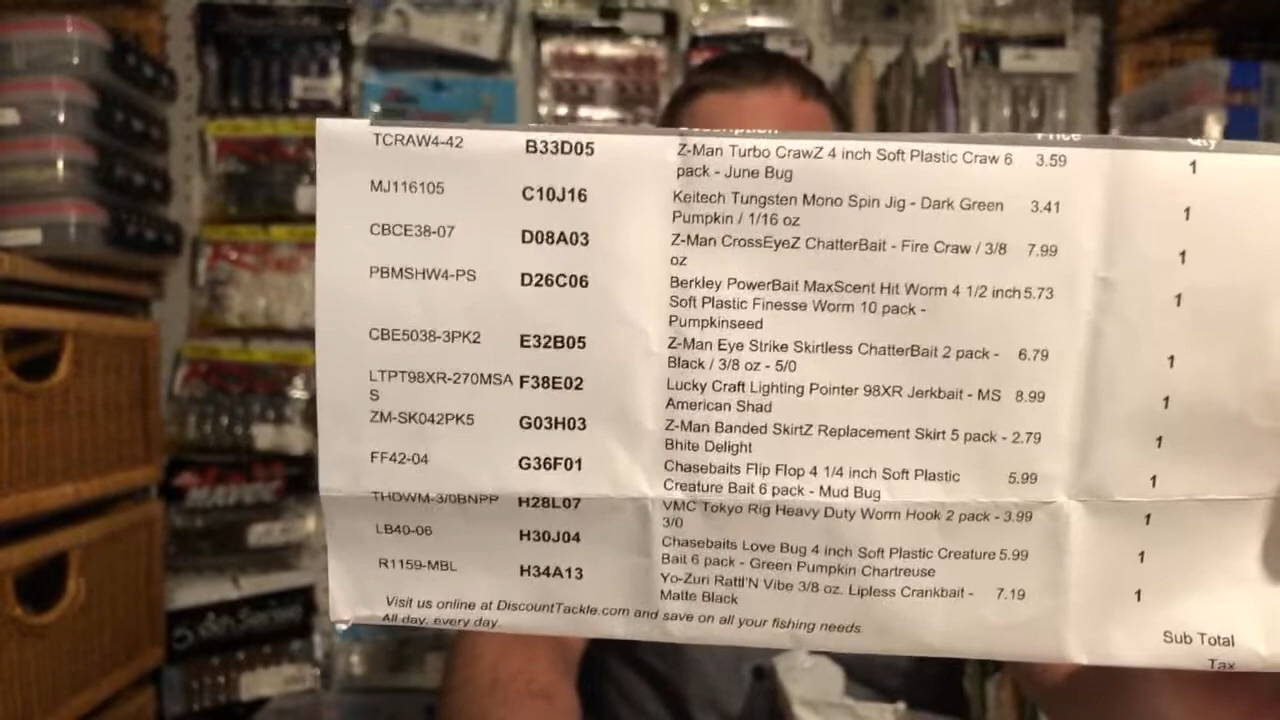 Description Price Qty
TCRAW4-42 B33D05 Z-Man Turbo CrawZ 4 inch Soft Plastic Craw 6 3.59 1
pack - June Bug
MJ116105 C10J16 Keitech Tungsten Mono Spin Jig - Dark Green 3.41 1
Pumpkin / 1/16 oz
CBCE38-07 D08A03 Z-Man CrossEyeZ ChatterBait - Fire Craw / 3/8 7.99 1
oz
PBMSHW4-PS D26C06 Berkley PowerBait MaxScent Hit Worm 4 1/2 inch 5.73 1
Soft Plastic Finesse Worm 10 pack -
Pumpkinseed
CBE5038-3PK2 E32B05 Z-Man Eye Strike Skirtless ChatterBait 2 pack - 6.79 1
Black / 3/8 oz - 5/0
LTPT98XR-270MSA F38E02 Lucky Craft Lighting Pointer 98XR Jerkbait - MS 8.99 1
S American Shad
ZM-SK042PK5 G03H03 Z-Man Banded SkirtZ Replacement Skirt 5 pack - 2.79 1
Bhite Delight
FF42-04 G36F01 Chasebaits Flip Flop 4 1/4 inch Soft Plastic 5.99 1
Creature Bait 6 pack - Mud Bug
THDWM-3/0BNPP H28L07 VMC Tokyo Rig Heavy Duty Worm Hook 2 pack - 3.99 1
3/0
LB40-06 H30J04 Chasebaits Love Bug 4 inch Soft Plastic Creature 5.99 1
Bait 6 pack - Green Pumpkin Chartreuse
R1159-MBL H34A13 Yo-Zuri Rattl'N Vibe 3/8 oz. Lipless Crankbait - 7.19 1
Matte Black
Visit us online at DiscountTackle.com and save on all your fishing needs
All day, every day.
Sub Total
Tax